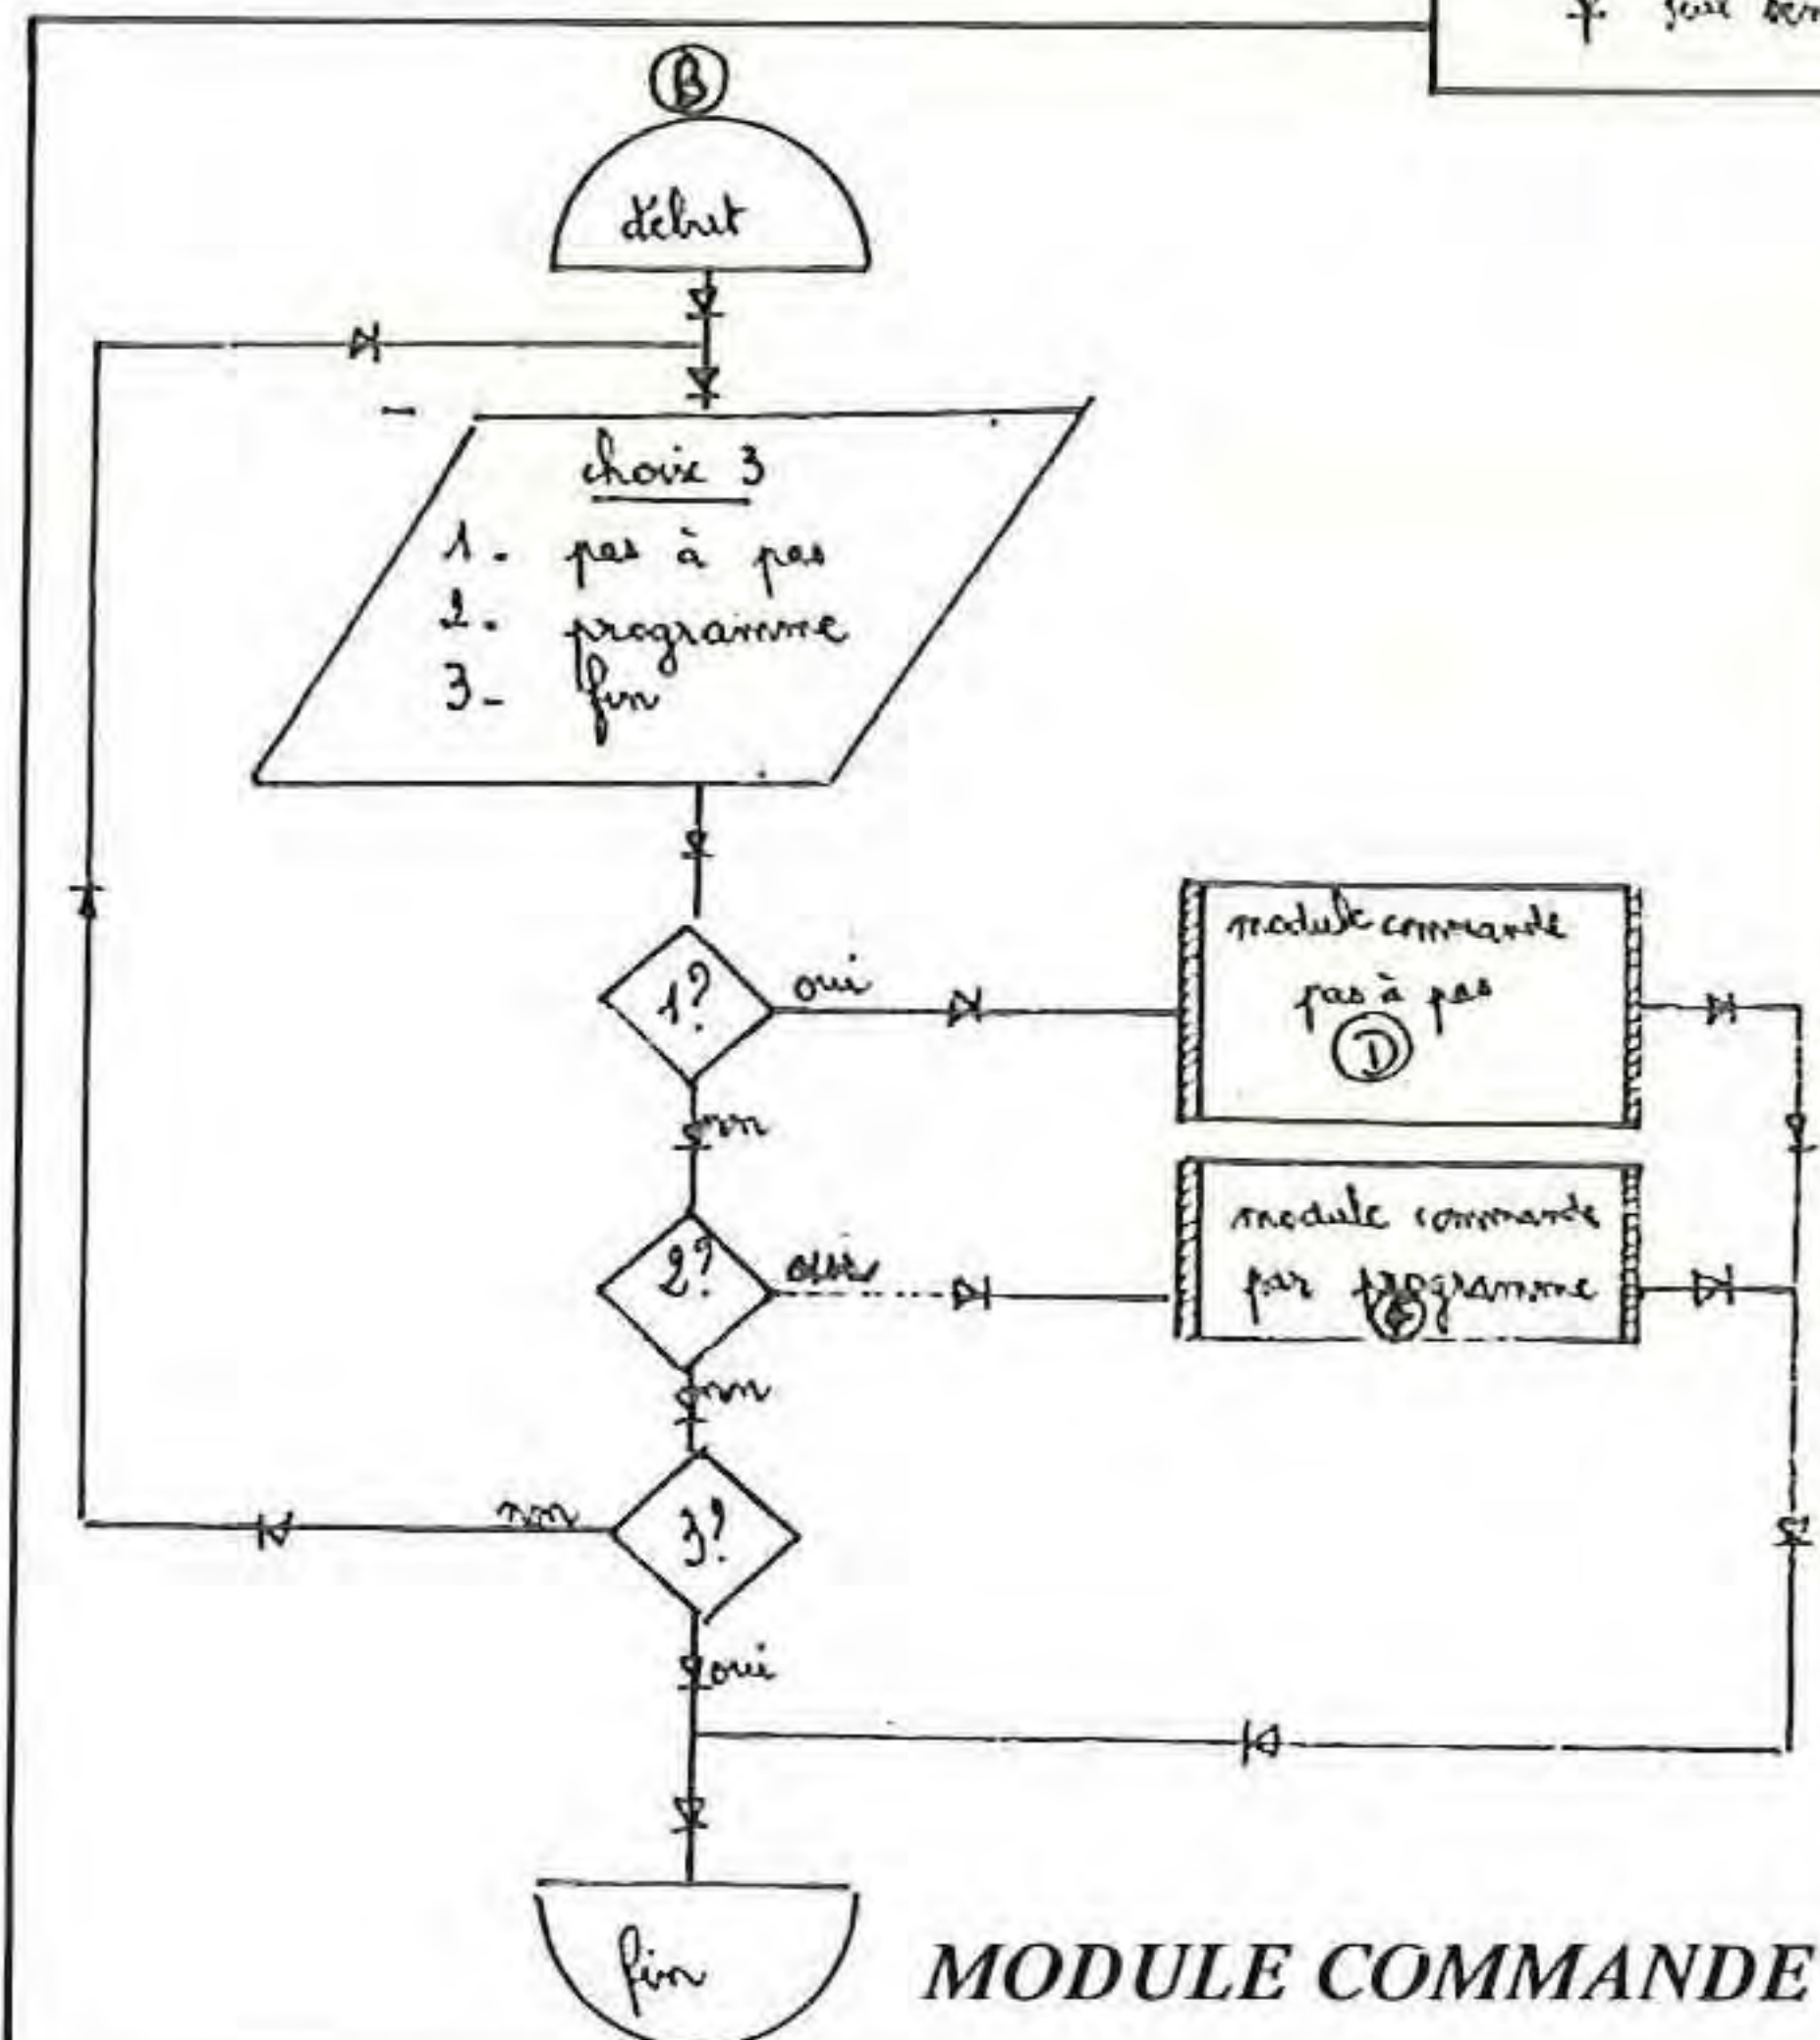 B
début
choix 3
1. pas à pas
2. programme
3- fin
1?
oui
module commande
pas à pas
D
non
2?
oui
module commande
par programme
non
3?
non
oui
fin
MODULE COMMANDE